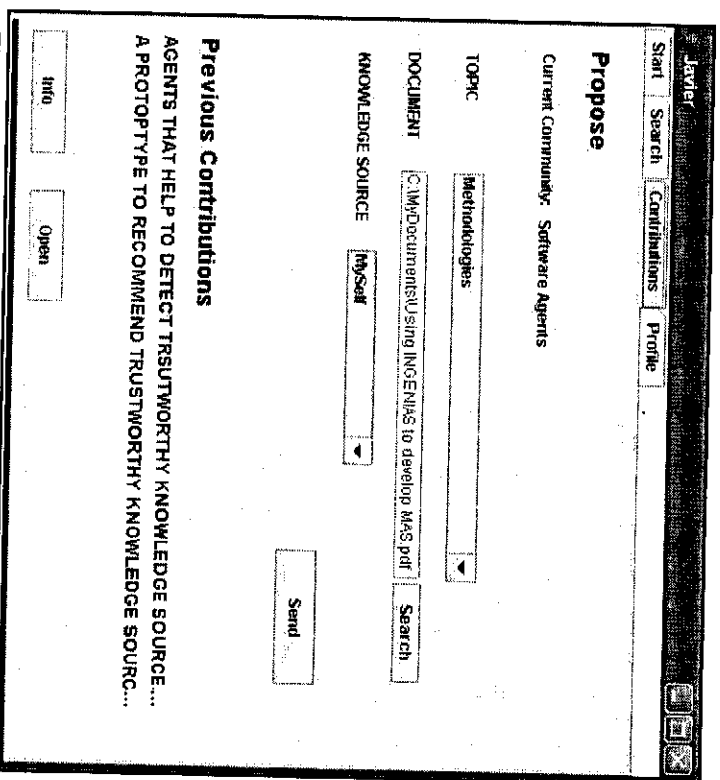 Javier
Start Search Contributions Profile
Propose
Current Community: Software Agents
TOPIC Methodologies
DOCUMENT C:\MyDocuments\Using INGENIAS to develop MAS.pdf Search
KNOWLEDGE SOURCE MySelf
Send
Previous Contributions
AGENTS THAT HELP TO DETECT TRSUTWORTHY KNOWLEDGE SOURCE...
A PROTOPTYPE TO RECOMMEND TRUSTWORTHY KNOWLEDGE SOURC...
Info Open